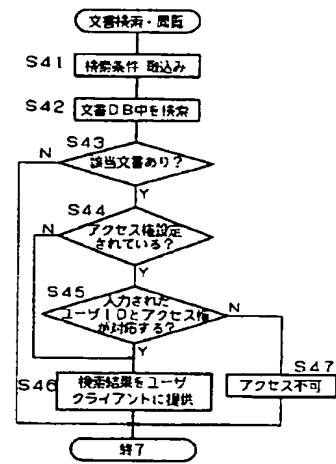 文書検索・閲覧
S41
検索条件 取込み
S42
文書DB中を検索
S43
N
該当文書あり?
Y
S44
N
アクセス権設定
されている?
Y
S45
入力された
ユーザIDとアクセス権
が対応する?
N
Y
S46
検索結果をユーザ
クライアントに提供
S47
アクセス不可
終了